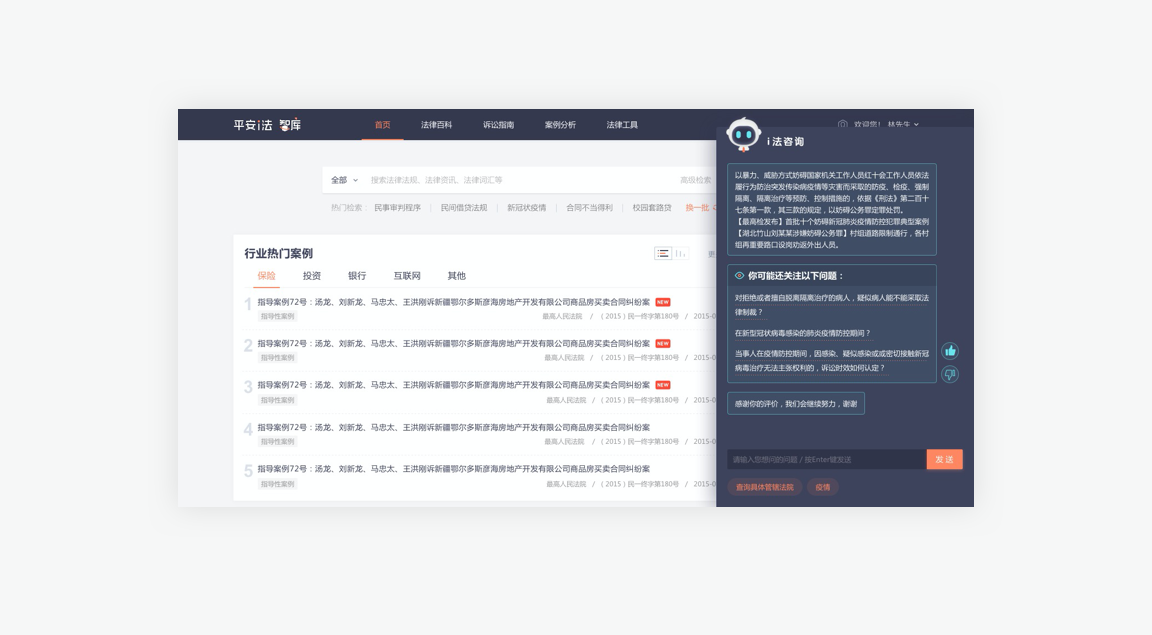 平安i法 智库
首页 法律百科 诉讼指南 案例分析 法律工具
欢迎您！ 林先生
全部 搜索法律法规、法律资讯、法律词汇等 高级检索
热门检索： 民事审判程序 民间借贷法规 新冠状疫情 合同不当得利 校园套路贷 换一批
行业热门案例
更
保险 投资 银行 互联网 其他
1 指导案例72号：汤龙、刘新龙、马忠太、王洪刚诉新疆鄂尔多斯彦海房地产开发有限公司商品房买卖合同纠纷案 NEW
指导性案例 最高人民法院 / （2015）民一终字第180号 / 2015-0
2 指导案例72号：汤龙、刘新龙、马忠太、王洪刚诉新疆鄂尔多斯彦海房地产开发有限公司商品房买卖合同纠纷案 NEW
指导性案例 最高人民法院 / （2015）民一终字第180号 / 2015-0
3 指导案例72号：汤龙、刘新龙、马忠太、王洪刚诉新疆鄂尔多斯彦海房地产开发有限公司商品房买卖合同纠纷案 NEW
指导性案例 最高人民法院 / （2015）民一终字第180号 / 2015-0
4 指导案例72号：汤龙、刘新龙、马忠太、王洪刚诉新疆鄂尔多斯彦海房地产开发有限公司商品房买卖合同纠纷案
指导性案例 最高人民法院 / （2015）民一终字第180号 / 2015-0
5 指导案例72号：汤龙、刘新龙、马忠太、王洪刚诉新疆鄂尔多斯彦海房地产开发有限公司商品房买卖合同纠纷案
指导性案例 最高人民法院 / （2015）民一终字第180号 / 2015-0
i法咨询
以暴力、威胁方式妨碍国家机关工作人员红十会工作人员依法
履行为防治突发传染病疫情等灾害而采取的防疫、检疫、强制
隔离、隔离治疗等预防、控制措施的，依据《刑法》第二百十
七条第一款，其三款的规定，以妨碍公务罪定罪处罚。
【最高检发布】首批十个妨碍新冠肺炎疫情防控犯罪典型案例
【湖北竹山刘某某涉嫌妨碍公务罪】村组道路限制通行，各村
组再重要路口设岗劝返外出人员。
你可能还关注以下问题：
对拒绝或者擅自脱离隔离治疗的病人，疑似病人能不能采取法
律制裁？
在新型冠状病毒感染的肺炎疫情防控期间？
当事人在疫情防控期间，因感染、疑似感染或或密切接触新冠
病毒治疗无法主张权利的，诉讼时效如何认定？
感谢你的评价，我们会继续努力，谢谢
请输入您想问的问题 / 按Enter键发送 发 送
查询具体管辖法院 疫情